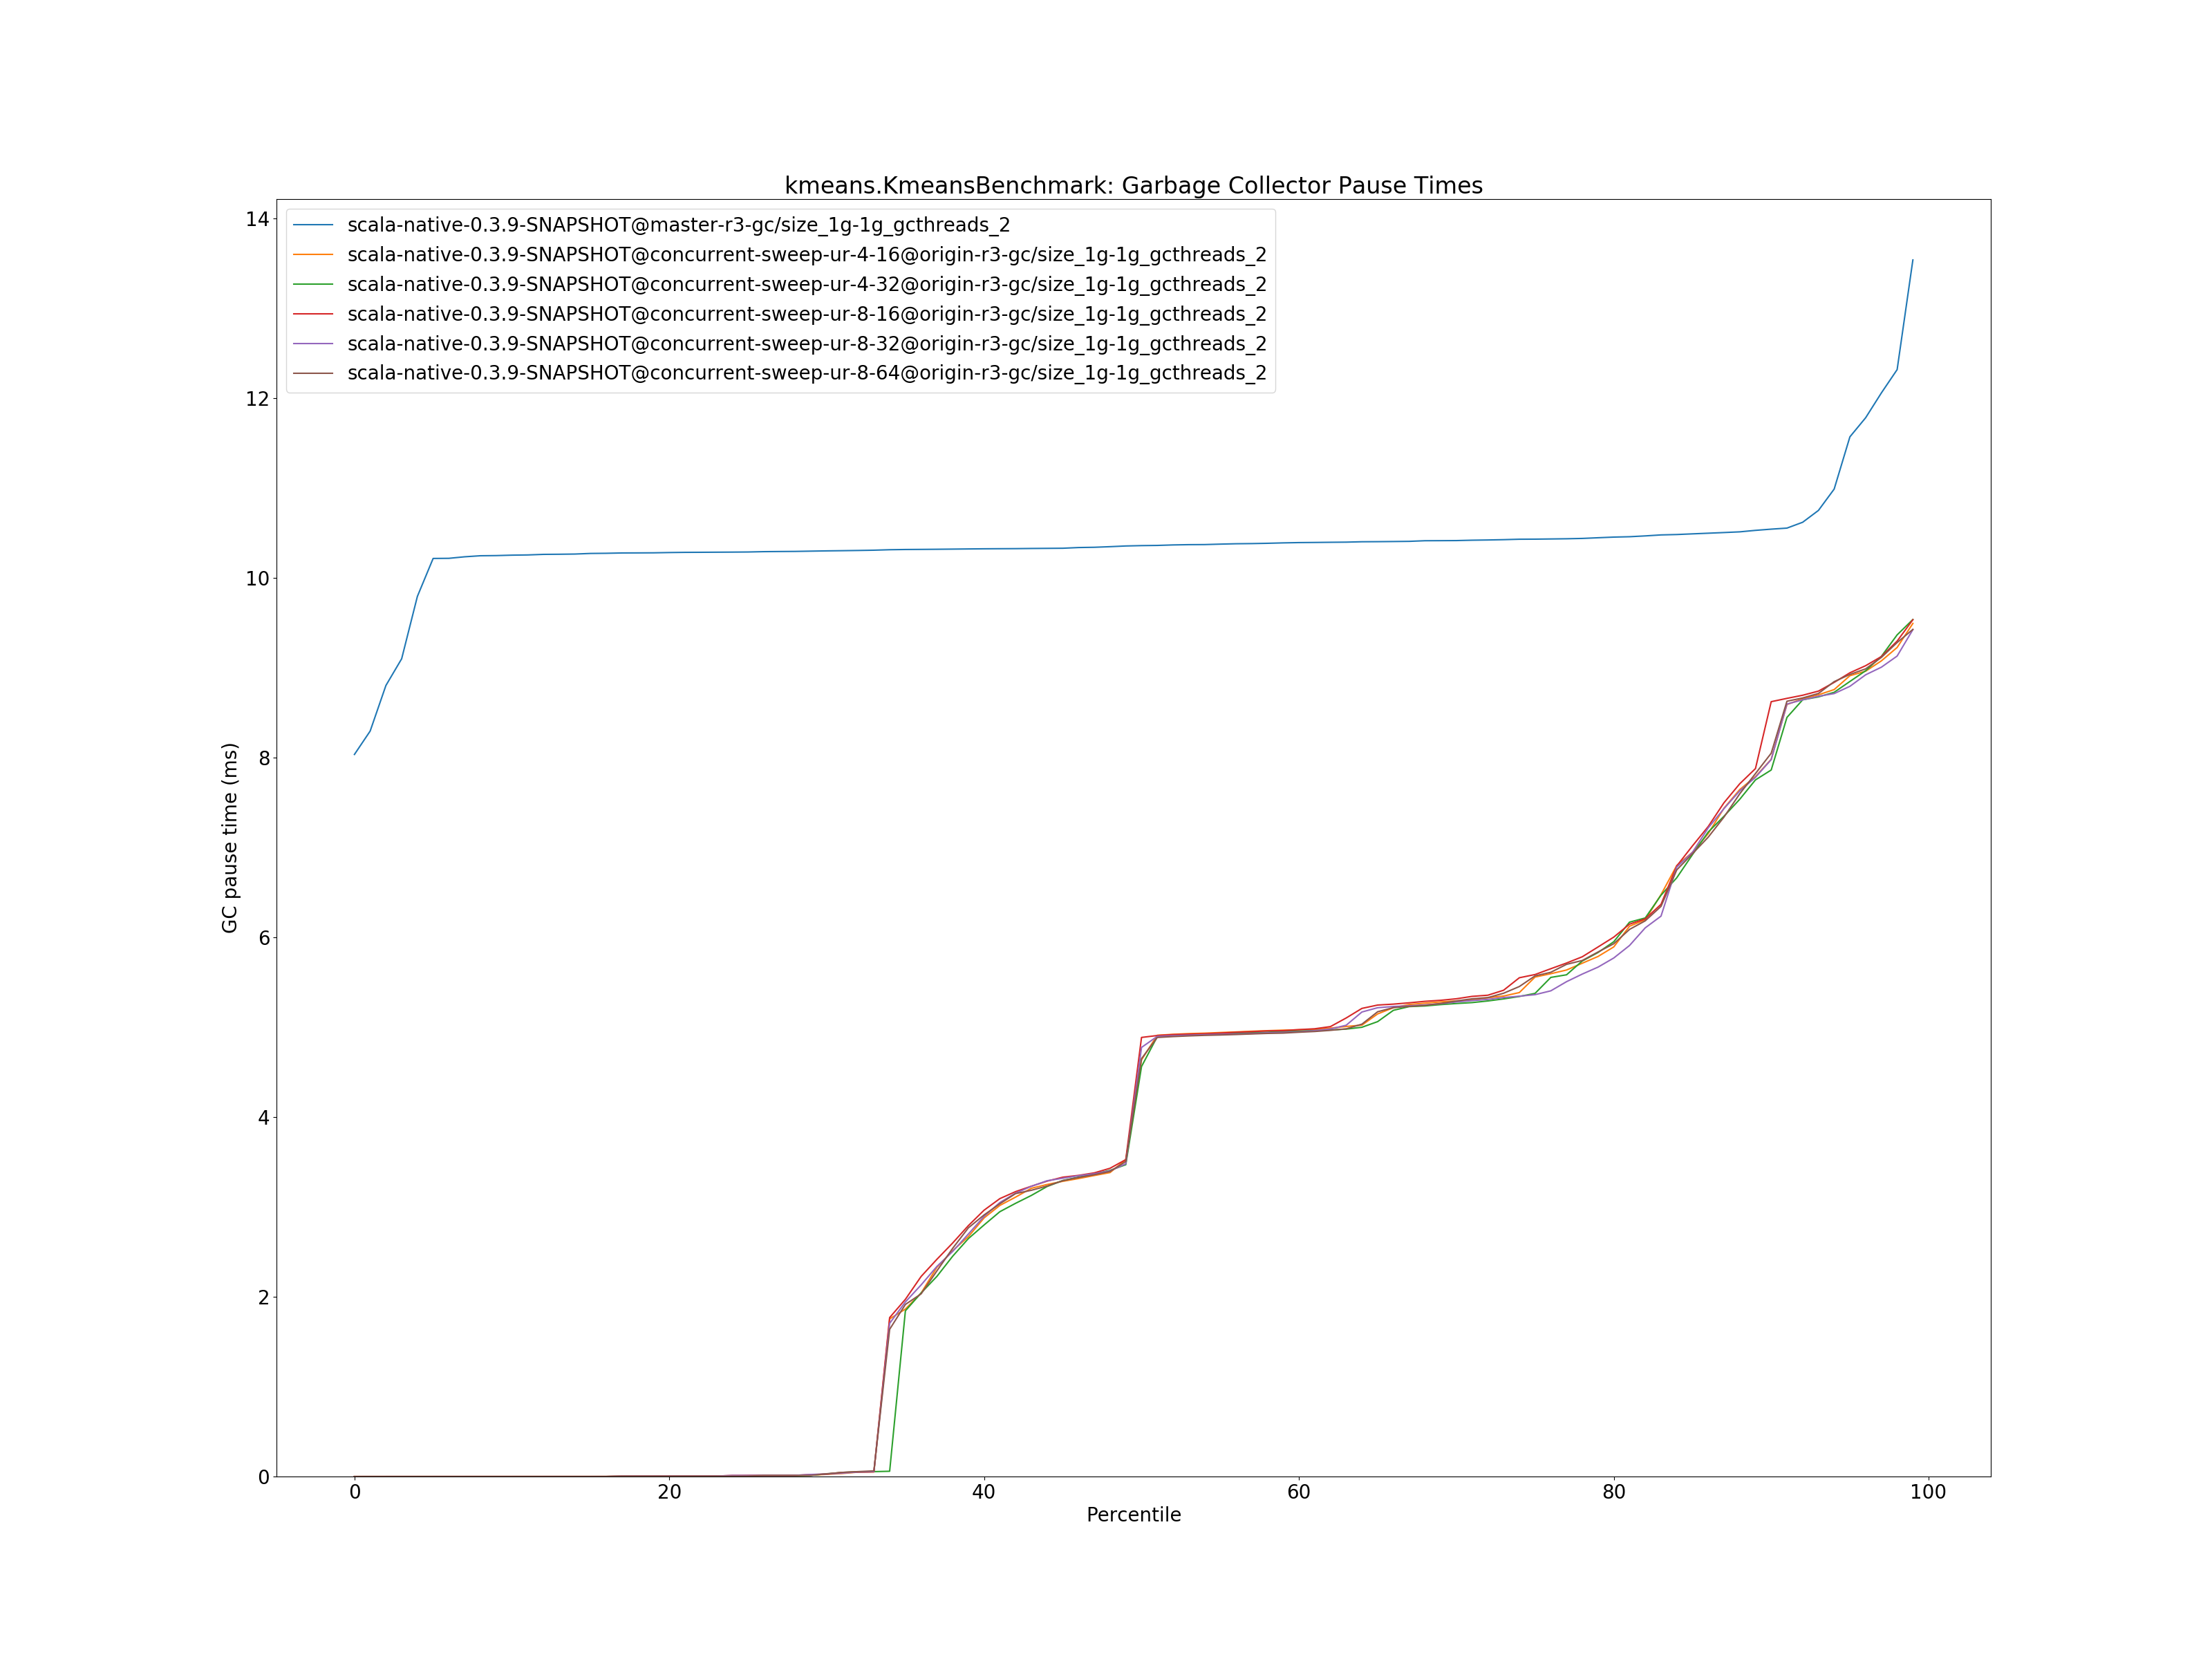 kmeans.KmeansBenchmark: Garbage Collector Pause Times
scala-native-0.3.9-SNAPSHOT@master-r3-gc/size_1g-1g_gcthreads_2
scala-native-0.3.9-SNAPSHOT@concurrent-sweep-ur-4-16@origin-r3-gc/size_1g-1g_gcthreads_2
scala-native-0.3.9-SNAPSHOT@concurrent-sweep-ur-4-32@origin-r3-gc/size_1g-1g_gcthreads_2
scala-native-0.3.9-SNAPSHOT@concurrent-sweep-ur-8-16@origin-r3-gc/size_1g-1g_gcthreads_2
scala-native-0.3.9-SNAPSHOT@concurrent-sweep-ur-8-32@origin-r3-gc/size_1g-1g_gcthreads_2
scala-native-0.3.9-SNAPSHOT@concurrent-sweep-ur-8-64@origin-r3-gc/size_1g-1g_gcthreads_2
14
12
10
8
6
4
2
0
GC pause time (ms)
0 20 40 60 80 100
Percentile